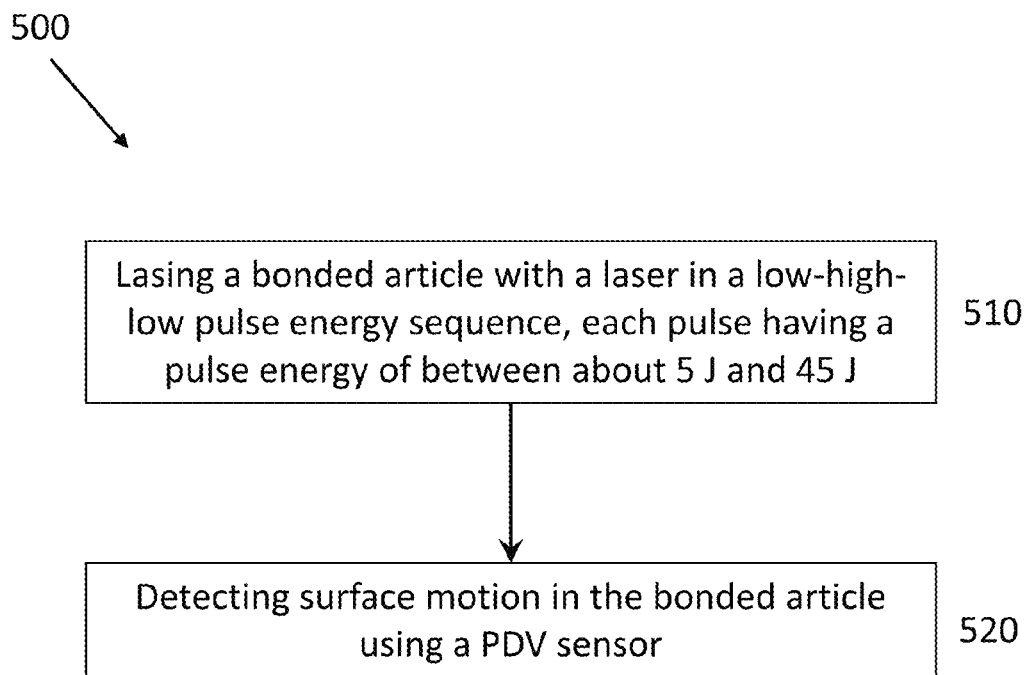 500
Lasing a bonded article with a laser in a low-high-
low pulse energy sequence, each pulse having a
pulse energy of between about 5 J and 45 J
510
Detecting surface motion in the bonded article
using a PDV sensor
520